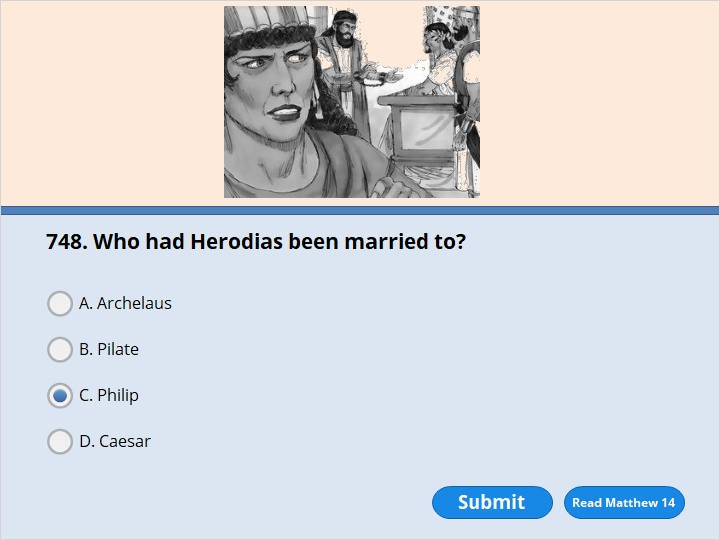 748. Who had Herodias been married to?
A. Archelaus
B. Pilate
C. Philip
D. Caesar
Submit
Read Matthew 14